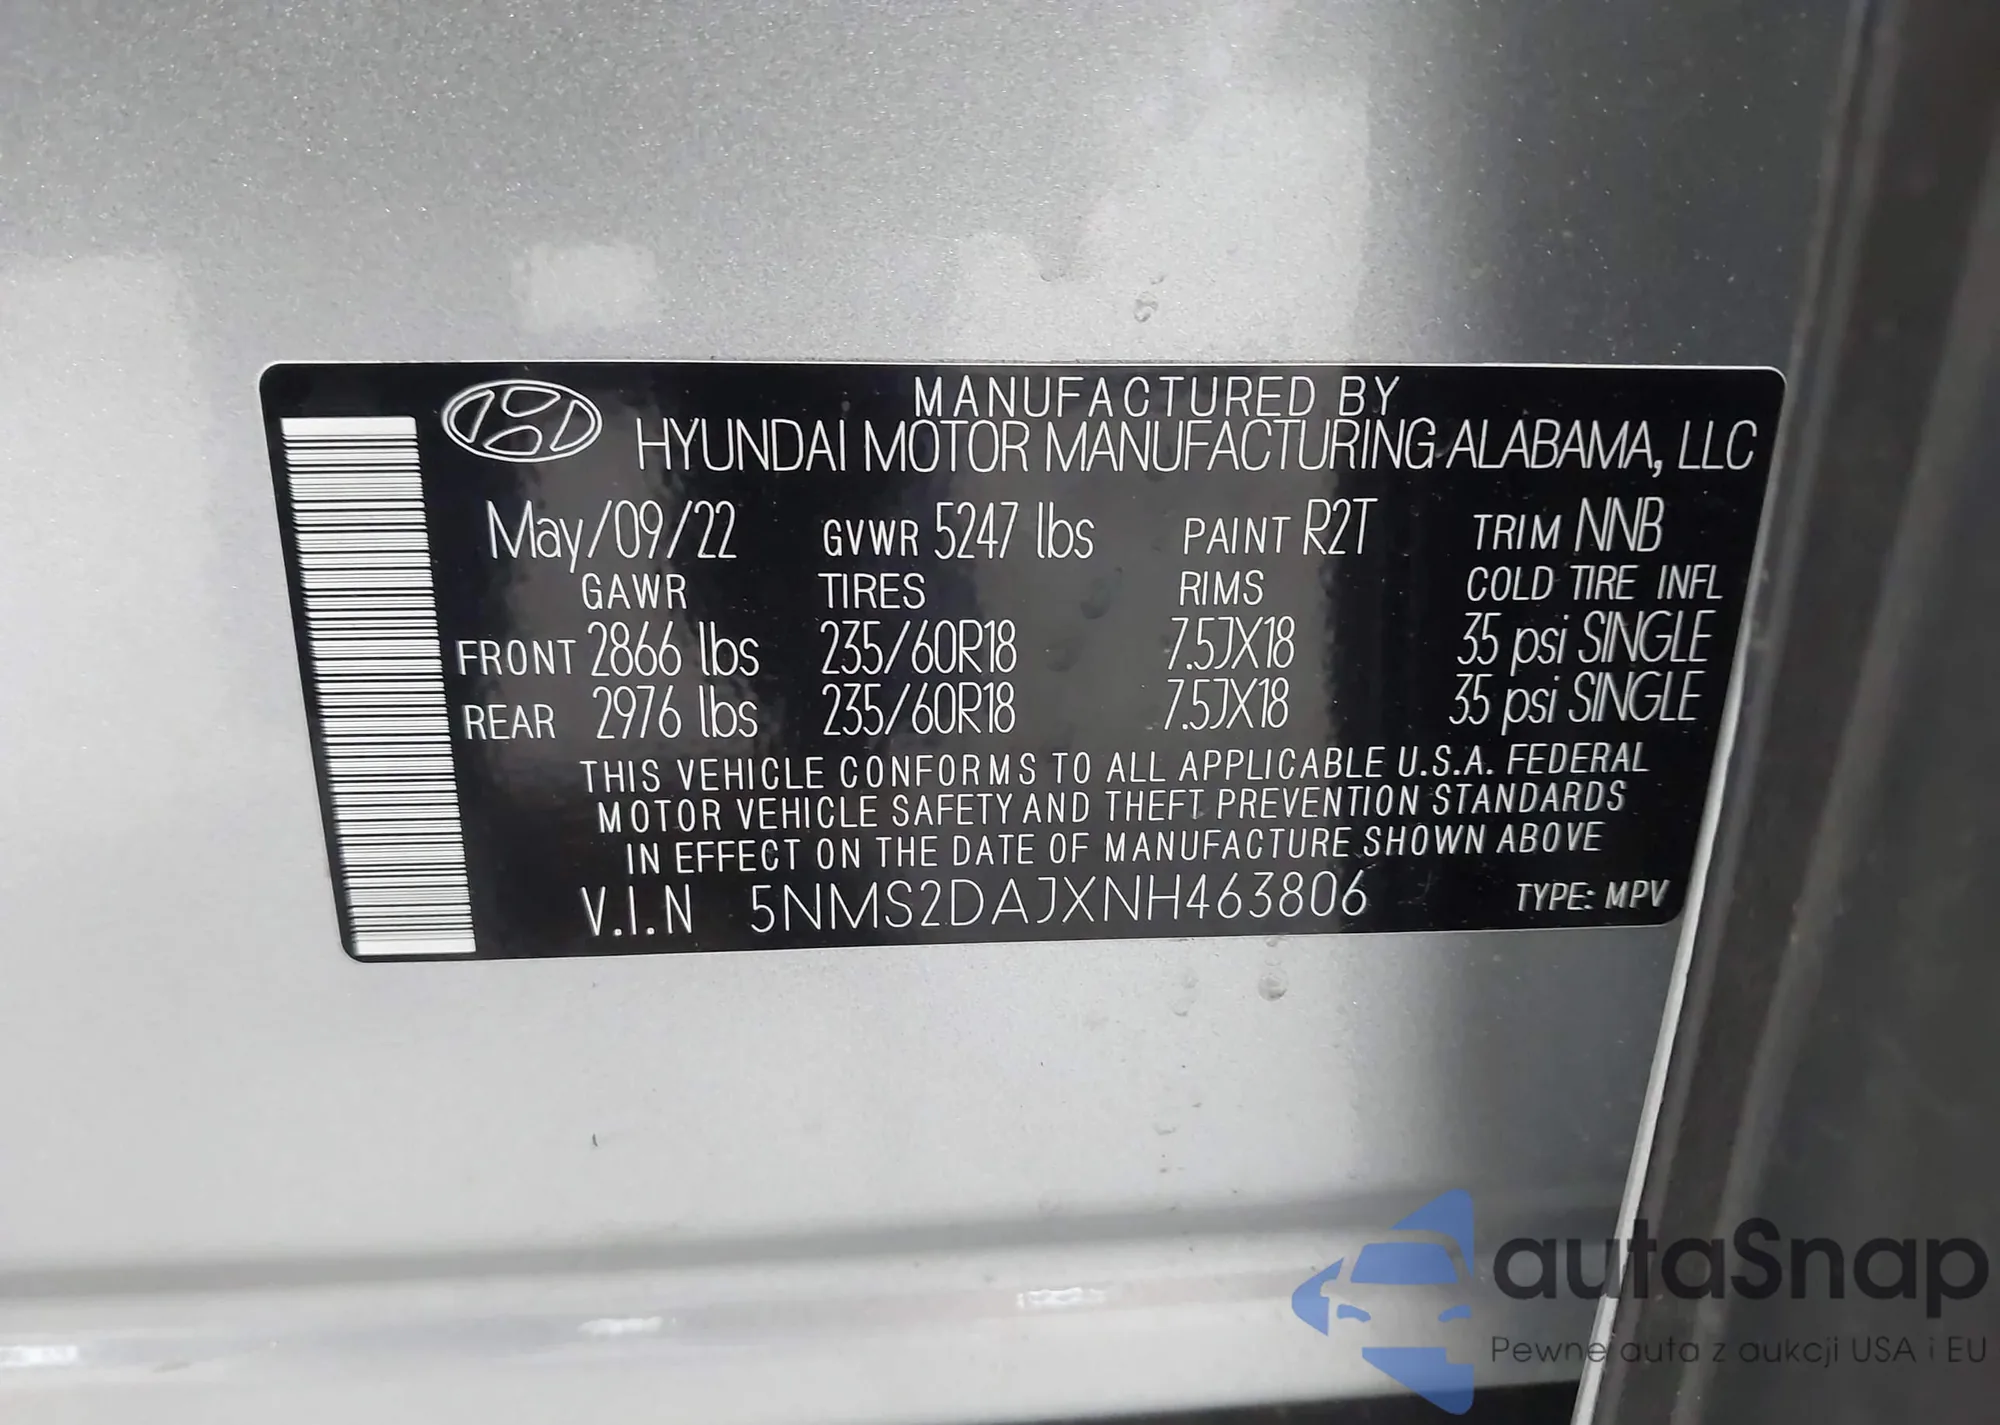 MANUFACTURED BY
HYUNDAI MOTOR MANUFACTURING ALABAMA, LLC
May/09/22 GVWR 5247 lbs PAINT R2T TRIM NNB
GAWR TIRES RIMS COLD TIRE INFL
FRONT 2866 lbs 235/60R18 7.5JX18 35 psi SINGLE
REAR 2976 lbs 235/60R18 7.5JX18 35 psi SINGLE
THIS VEHICLE CONFORMS TO ALL APPLICABLE U.S.A. FEDERAL
MOTOR VEHICLE SAFETY AND THEFT PREVENTION STANDARDS
IN EFFECT ON THE DATE OF MANUFACTURE SHOWN ABOVE
V.I.N 5NMS2DAJXNH463806 TYPE: MPV
autaSnap
Pewne auta z aukcji USA i EU